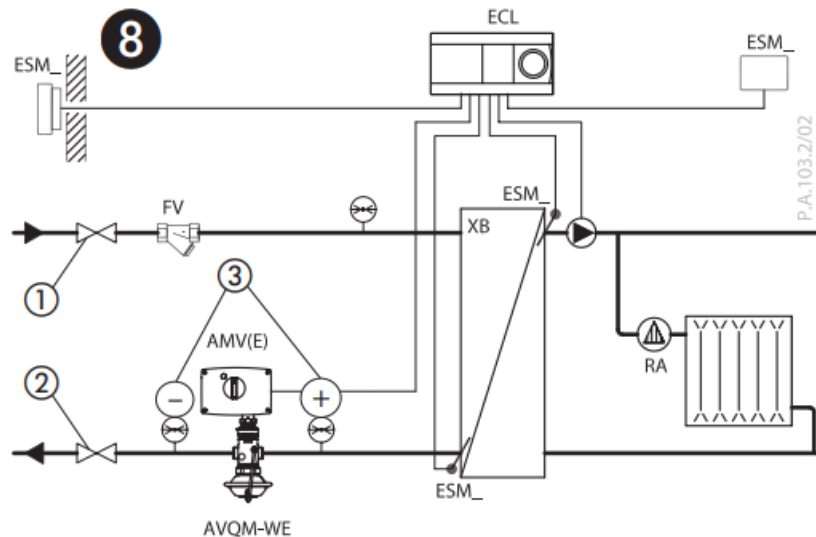 8
ECL
ESM_
ESM_
P.A.103.2/02
FV
ESM_
XB
1
3
AMV(E)
RA
2
−
+
ESM_
AVQM-WE